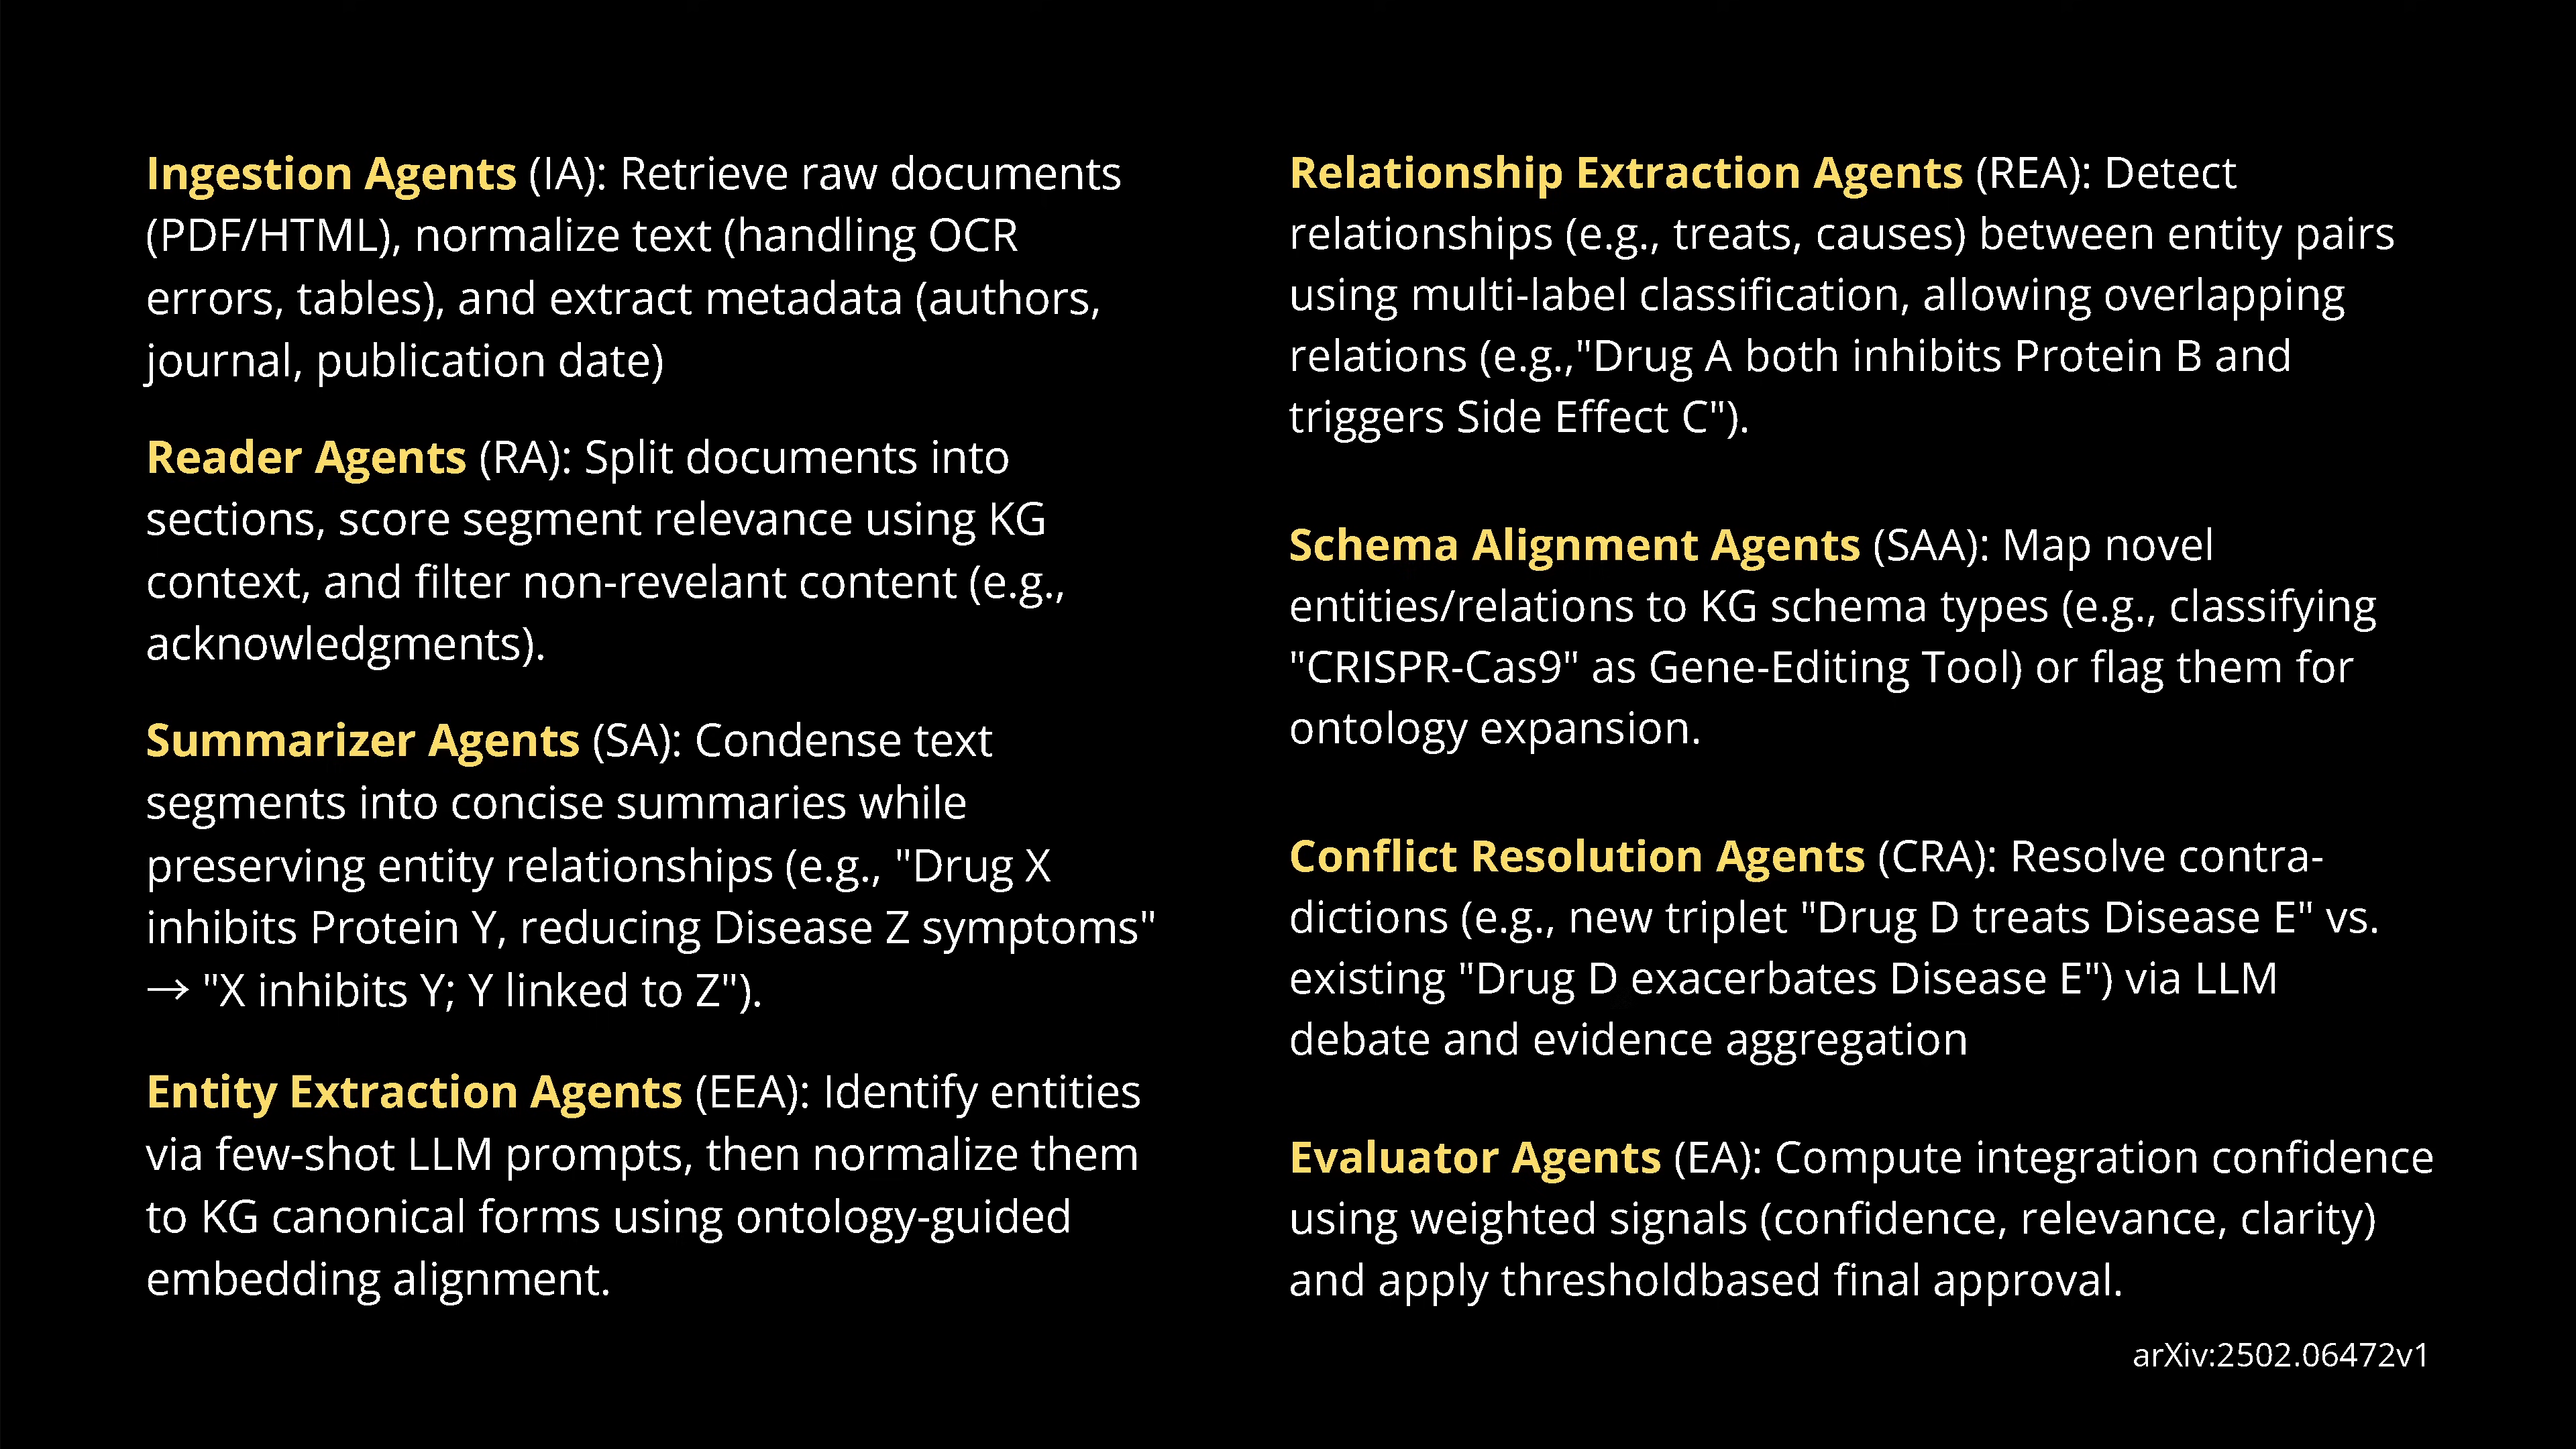 Ingestion Agents (IA): Retrieve raw documents
(PDF/HTML), normalize text (handling OCR
errors, tables), and extract metadata (authors,
journal, publication date)
Reader Agents (RA): Split documents into
sections, score segment relevance using KG
context, and filter non-revelant content (e.g.,
acknowledgments).
Summarizer Agents (SA): Condense text
segments into concise summaries while
preserving entity relationships (e.g., "Drug X
inhibits Protein Y, reducing Disease Z symptoms"
→ "X inhibits Y; Y linked to Z").
Entity Extraction Agents (EEA): Identify entities
via few-shot LLM prompts, then normalize them
to KG canonical forms using ontology-guided
embedding alignment.
Relationship Extraction Agents (REA): Detect
relationships (e.g., treats, causes) between entity pairs
using multi-label classification, allowing overlapping
relations (e.g.,"Drug A both inhibits Protein B and
triggers Side Effect C").
Schema Alignment Agents (SAA): Map novel
entities/relations to KG schema types (e.g., classifying
"CRISPR-Cas9" as Gene-Editing Tool) or flag them for
ontology expansion.
Conflict Resolution Agents (CRA): Resolve contra-
dictions (e.g., new triplet "Drug D treats Disease E" vs.
existing "Drug D exacerbates Disease E") via LLM
debate and evidence aggregation
Evaluator Agents (EA): Compute integration confidence
using weighted signals (confidence, relevance, clarity)
and apply thresholdbased final approval.
arXiv:2502.06472v1